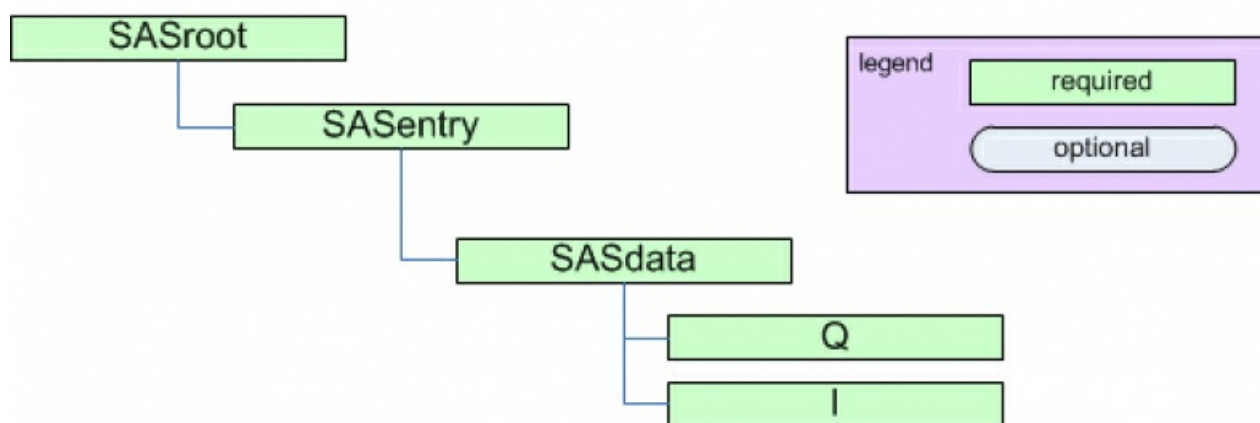 SASroot
legend
required
SASentry
optional
SASdata
Q
I